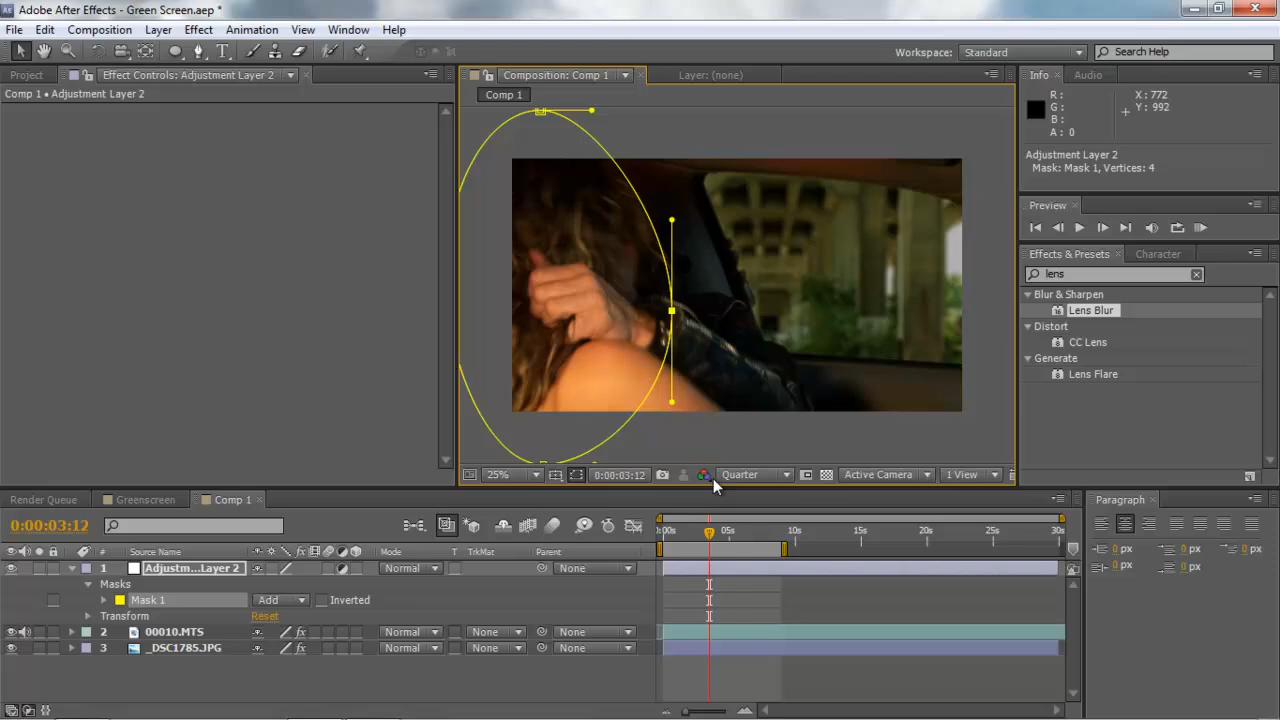 Adobe After Effects - Green Screen.aep *
File Edit Composition Layer Effect Animation View Window Help
Workspace: Standard Search Help
Project Effect Controls: Adjustment Layer 2 Composition: Comp 1 Layer: (none) Info Audio
Comp 1 • Adjustment Layer 2
Comp 1
R:
G:
B:
A: 0
X: 772
Y: 992
Adjustment Layer 2
Mask: Mask 1, Vertices: 4
Preview
Effects & Presets Character
lens
Blur & Sharpen
Lens Blur
Distort
CC Lens
Generate
Lens Flare
25% 0:00:03:12 Quarter Active Camera 1 View
Render Queue Greenscreen Comp 1 Paragraph
0:00:03:12
:00s 05s 10s 15s 20s 25s 30s
# Source Name Mode T TrkMat Parent
1 Adjustm...Layer 2 Normal None
Masks
Mask 1 Add Inverted
Transform Reset
2 00010.MTS Normal None None
3 _DSC1785.JPG Normal None None
0 px 0 px 0 px
0 px 0 px